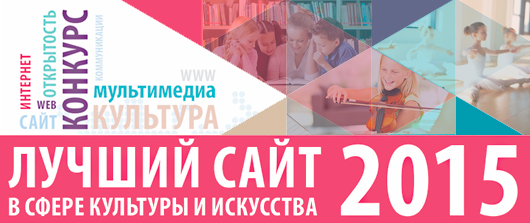 ИНТЕРНЕТ
WEB
САЙТ
ОТКРЫТОСТЬ
КОНКУРС
КОММУНИКАЦИИ
WWW
мультимедиа
КУЛЬТУРА
ЛУЧШИЙ САЙТ
В СФЕРЕ КУЛЬТУРЫ И ИСКУССТВА
2015